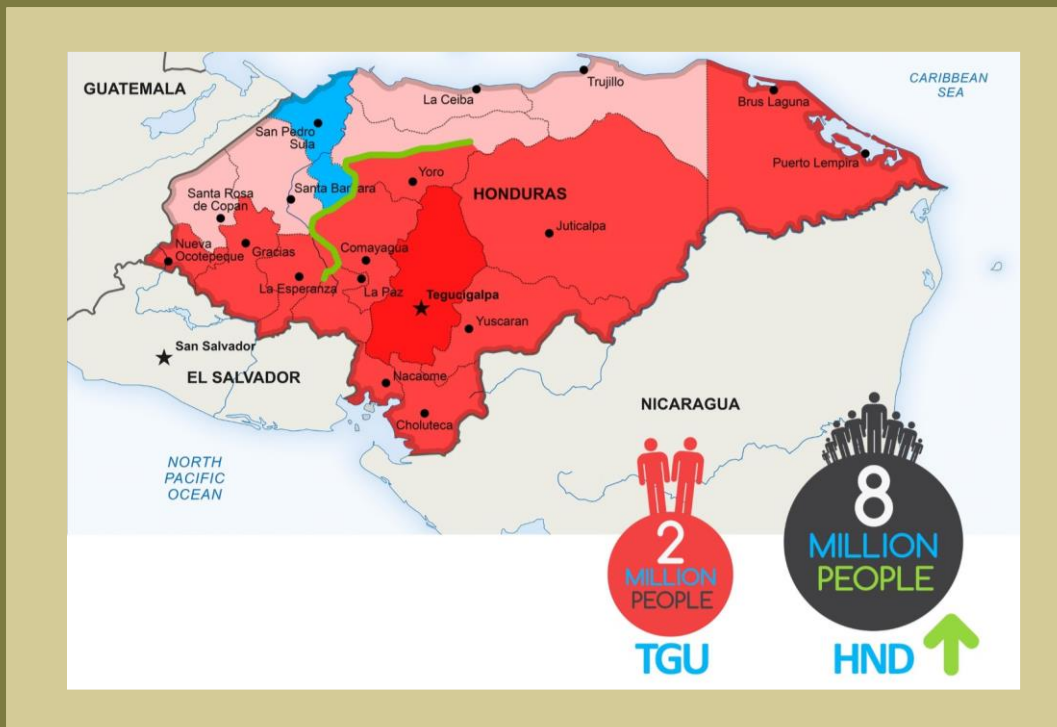 GUATEMALA
CARIBBEAN
SEA
Trujillo
La Ceiba
Brus Laguna
San Pedro
Sula
Puerto Lempira
Yoro
Santa Barbara
HONDURAS
Santa Rosa
de Copán
Juticalpa
Nueva
Ocotepeque
Gracias
Comayagua
La Esperanza
La Paz
Tegucigalpa
Yuscaran
San Salvador
EL SALVADOR
Nacaome
NICARAGUA
Choluteca
NORTH
PACIFIC
OCEAN
2
MILLION
PEOPLE
TGU
8
MILLION
PEOPLE
HND